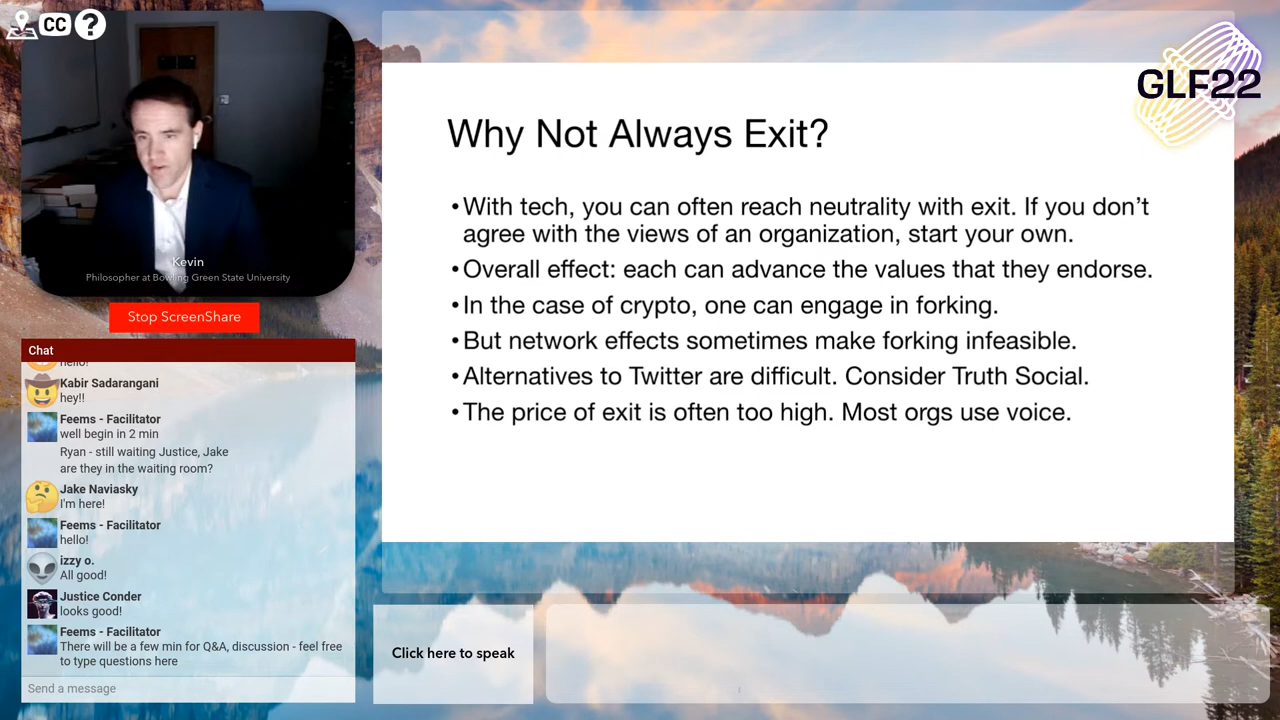 CC
?
GLF22
Kevin
Philosopher at Bowling Green State University
Stop ScreenShare
Why Not Always Exit?
•With tech, you can often reach neutrality with exit. If you don’t
agree with the views of an organization, start your own.
•Overall effect: each can advance the values that they endorse.
•In the case of crypto, one can engage in forking.
•But network effects sometimes make forking infeasible.
•Alternatives to Twitter are difficult. Consider Truth Social.
•The price of exit is often too high. Most orgs use voice.
Chat
hello!
Kabir Sadarangani
hey!!
Feems - Facilitator
well begin in 2 min
Ryan - still waiting Justice, Jake
are they in the waiting room?
Jake Naviasky
I'm here!
Feems - Facilitator
hello!
izzy o.
All good!
Justice Conder
looks good!
Feems - Facilitator
There will be a few min for Q&A, discussion - feel free
to type questions here
Send a message
Click here to speak